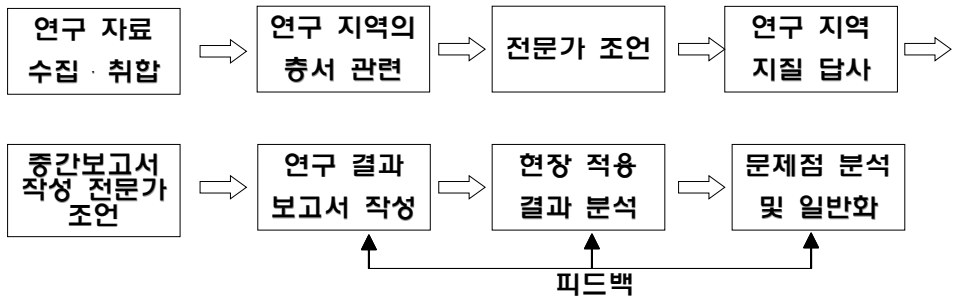 연구 자료
수집 · 취합
연구 지역의
층서 관련
전문가 조언
연구 지역
지질 답사
중간보고서
작성 전문가
조언
연구 결과
보고서 작성
현장 적용
결과 분석
문제점 분석
및 일반화
피드백